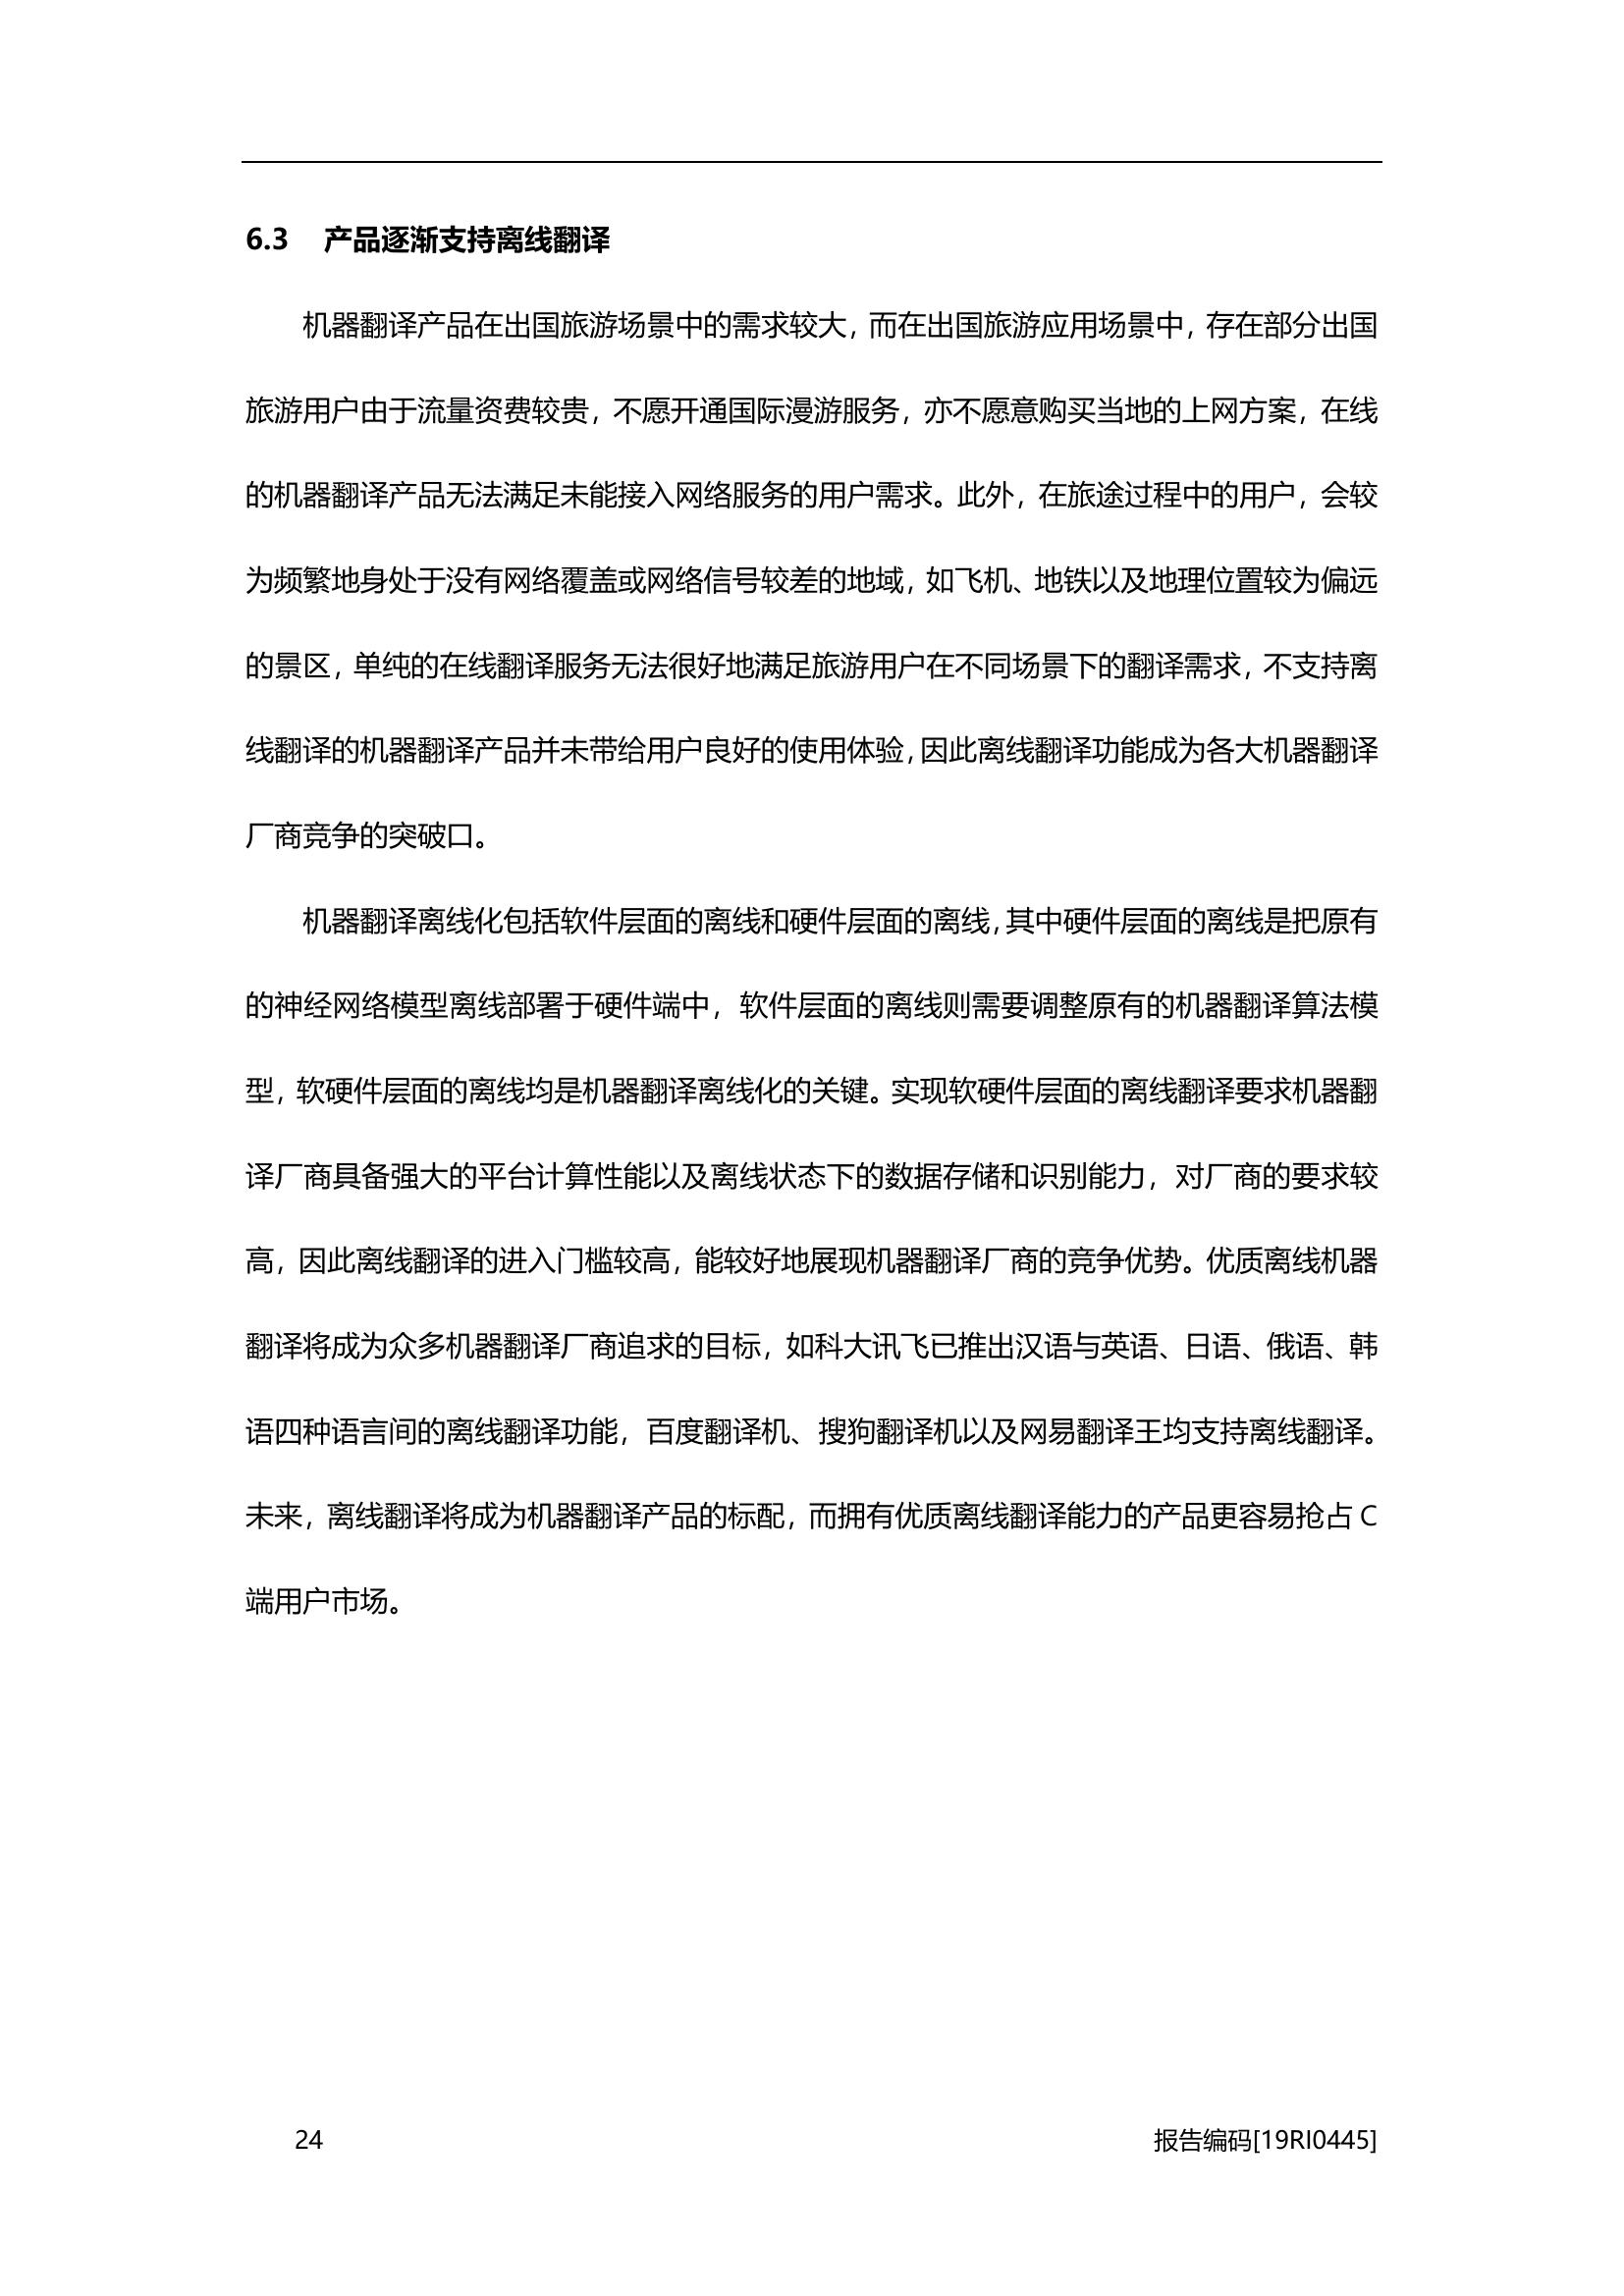 6.3 产品逐渐支持离线翻译
机器翻译产品在出国旅游场景中的需求较大，而在出国旅游应用场景中，存在部分出国
旅游用户由于流量资费较贵，不愿开通国际漫游服务，亦不愿意购买当地的上网方案，在线
的机器翻译产品无法满足未能接入网络服务的用户需求。此外，在旅途过程中的用户，会较
为频繁地身处于没有网络覆盖或网络信号较差的地域，如飞机、地铁以及地理位置较为偏远
的景区，单纯的在线翻译服务无法很好地满足旅游用户在不同场景下的翻译需求，不支持离
线翻译的机器翻译产品并未带给用户良好的使用体验，因此离线翻译功能成为各大机器翻译
厂商竞争的突破口。
机器翻译离线化包括软件层面的离线和硬件层面的离线，其中硬件层面的离线是把原有
的神经网络模型离线部署于硬件端中，软件层面的离线则需要调整原有的机器翻译算法模
型，软硬件层面的离线均是机器翻译离线化的关键。实现软硬件层面的离线翻译要求机器翻
译厂商具备强大的平台计算性能以及离线状态下的数据存储和识别能力，对厂商的要求较
高，因此离线翻译的进入门槛较高，能较好地展现机器翻译厂商的竞争优势。优质离线机器
翻译将成为众多机器翻译厂商追求的目标，如科大讯飞已推出汉语与英语、日语、俄语、韩
语四种语言间的离线翻译功能，百度翻译机、搜狗翻译机以及网易翻译王均支持离线翻译。
未来，离线翻译将成为机器翻译产品的标配，而拥有优质离线翻译能力的产品更容易抢占 C
端用户市场。
24 报告编码[19RI0445]